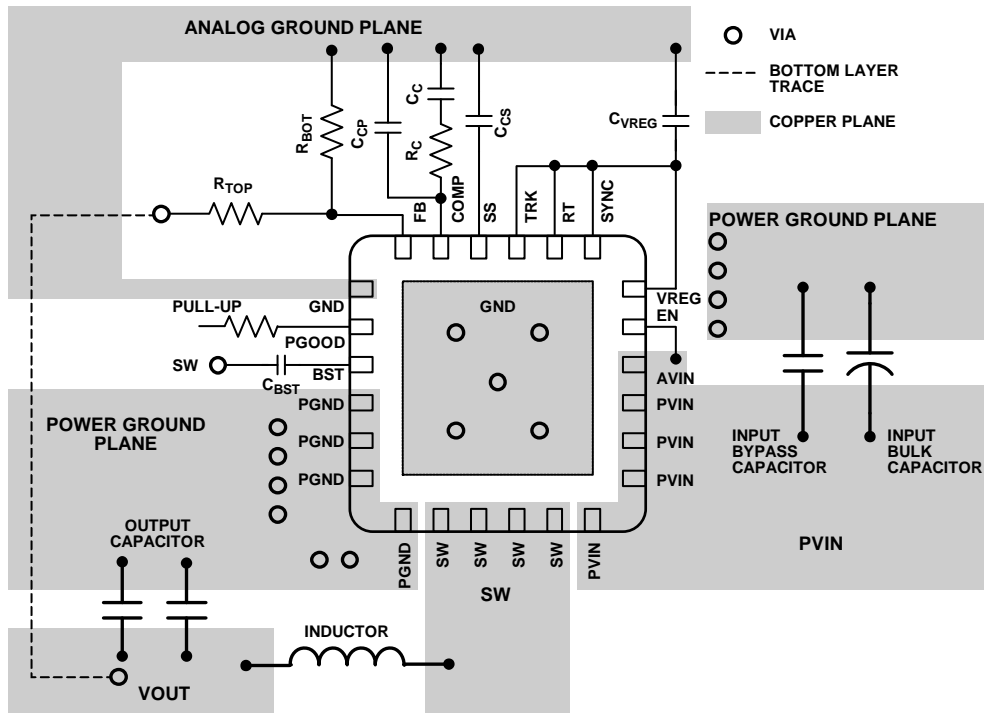 ANALOG GROUND PLANE
VIA
BOTTOM LAYER
TRACE
COPPER PLANE
RBOT
CCP
CC
RC
CCS
CVREG
RTOP
FB
COMP
SS
TRK
RT
SYNC
POWER GROUND PLANE
PULL-UP
GND
PGOOD
SW
CBST
BST
GND
VREG
EN
AVIN
PVIN
PVIN
PVIN
POWER GROUND
PLANE
PGND
PGND
PGND
INPUT
BYPASS
CAPACITOR
INPUT
BULK
CAPACITOR
PVIN
OUTPUT
CAPACITOR
PGND
SW
SW
SW
SW
PVIN
SW
INDUCTOR
VOUT